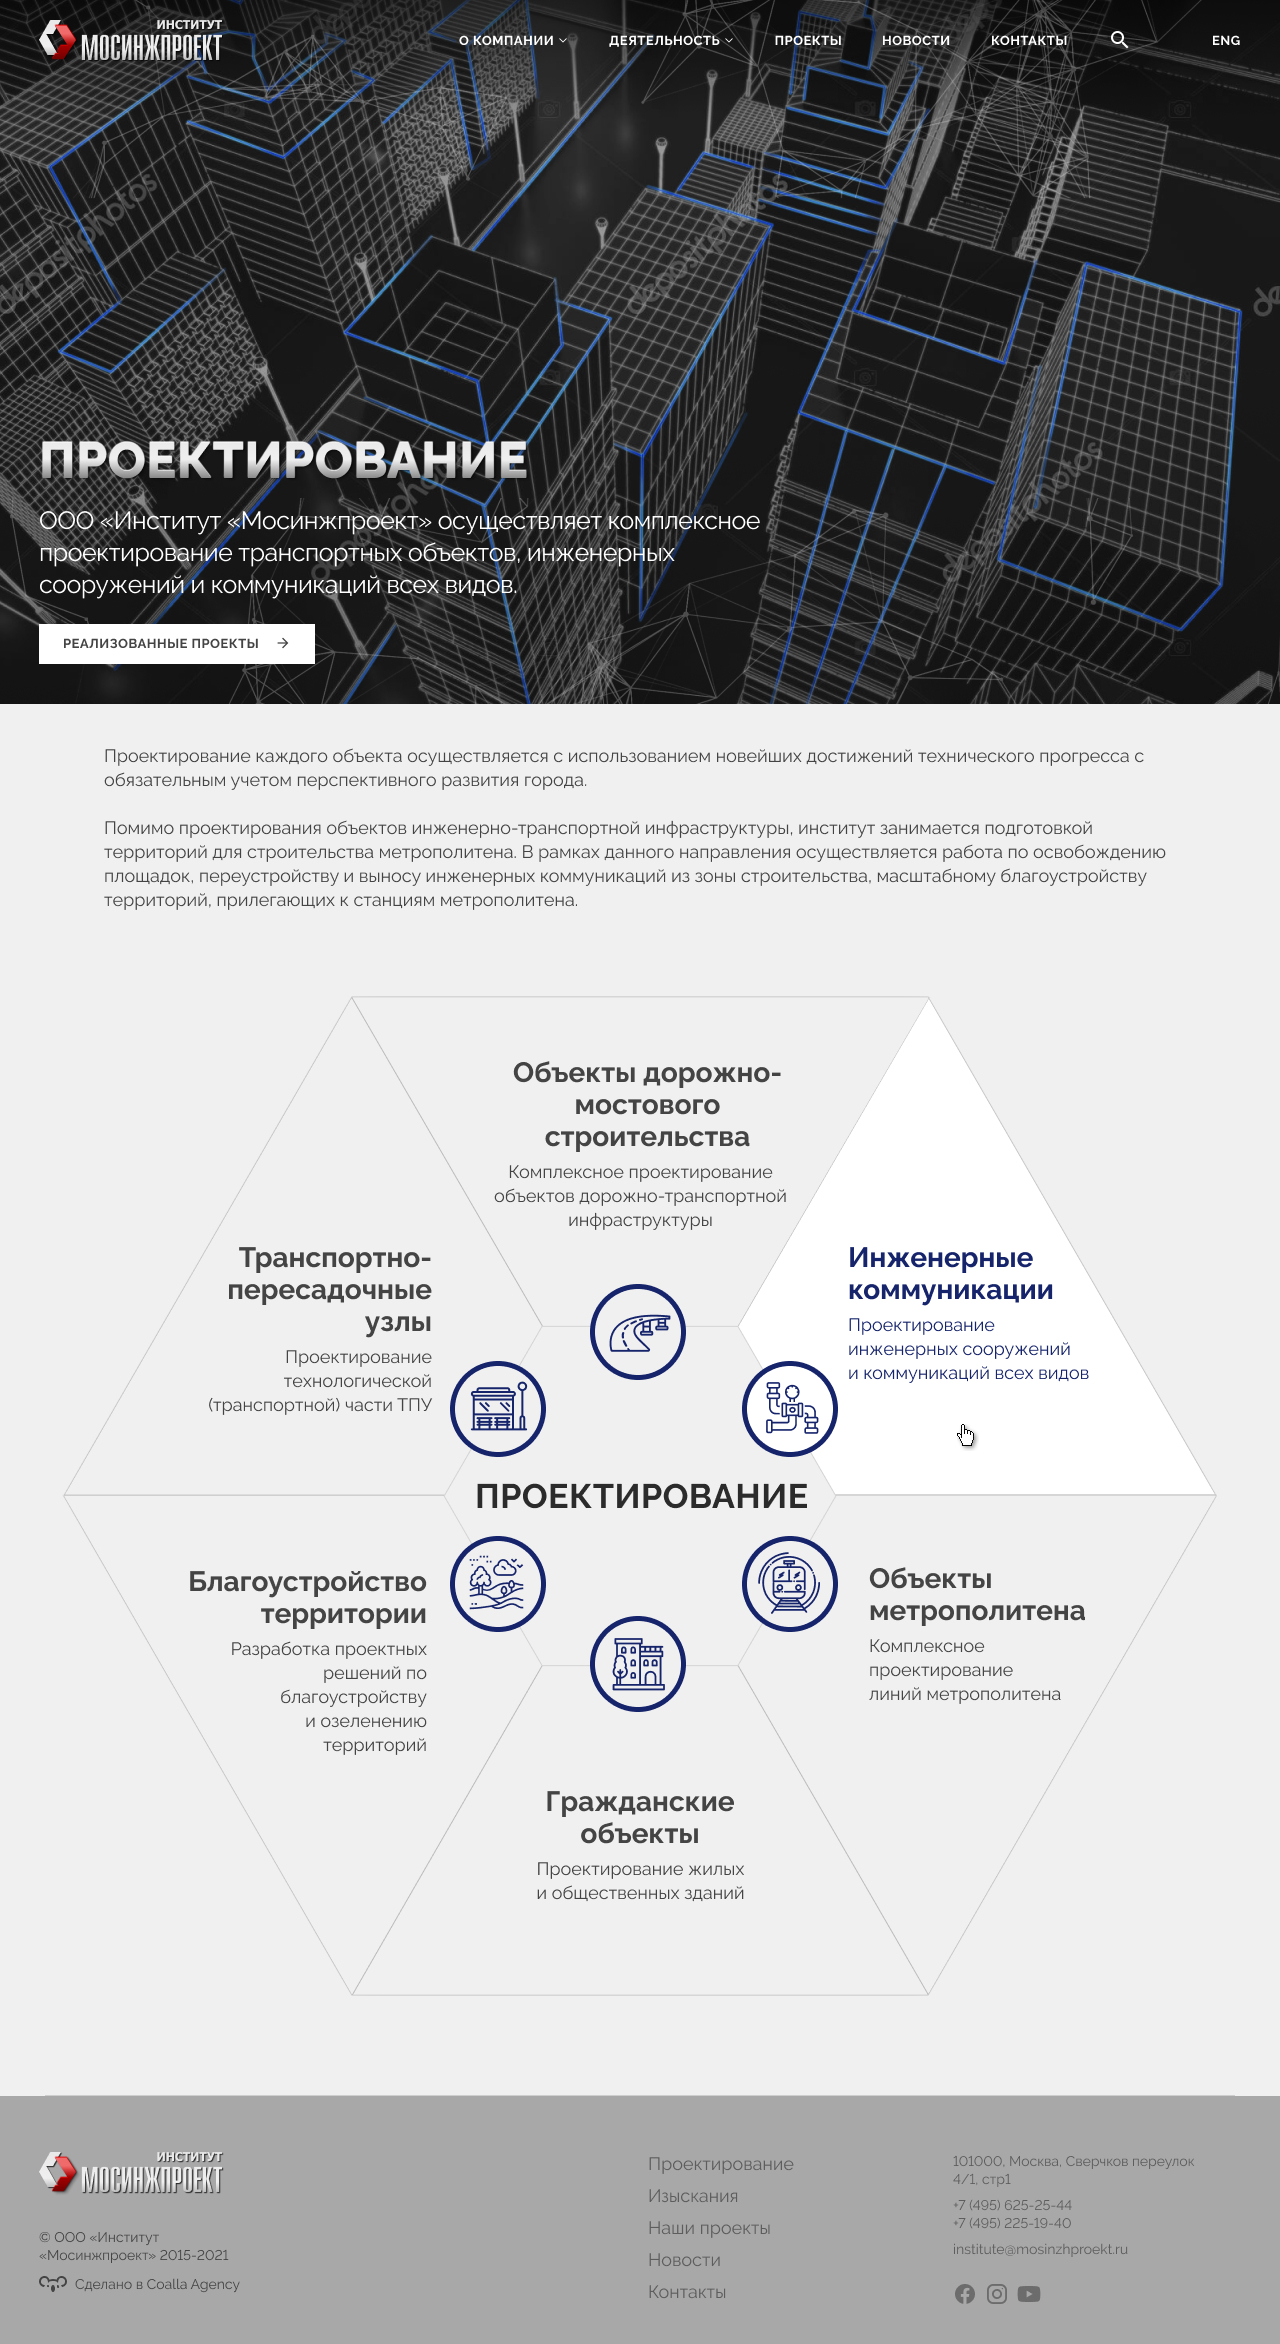 ИНСТИТУТ
МОСИНЖПРОЕКТ
О КОМПАНИИ
ДЕЯТЕЛЬНОСТЬ
ПРОЕКТЫ
НОВОСТИ
КОНТАКТЫ
ENG
depositphotos
depositphotos
depositphotos
ПРОЕКТИРОВАНИЕ
ООО «Институт «Мосинжпроект» осуществляет комплексное
проектирование транспортных объектов, инженерных
сооружений и коммуникаций всех видов.
РЕАЛИЗОВАННЫЕ ПРОЕКТЫ
Проектирование каждого объекта осуществляется с использованием новейших достижений технического прогресса с
обязательным учетом перспективного развития города.
Помимо проектирования объектов инженерно-транспортной инфраструктуры, институт занимается подготовкой
территорий для строительства метрополитена. В рамках данного направления осуществляется работа по освобождению
площадок, переустройству и выносу инженерных коммуникаций из зоны строительства, масштабному благоустройству
территорий, прилегающих к станциям метрополитена.
Объекты дорожно-
мостового
строительства
Комплексное проектирование
объектов дорожно-транспортной
инфраструктуры
Транспортно-
пересадочные
узлы
Проектирование
технологической
(транспортной) части ТПУ
Инженерные
коммуникации
Проектирование
инженерных сооружений
и коммуникаций всех видов
ПРОЕКТИРОВАНИЕ
Благоустройство
территории
Разработка проектных
решений по
благоустройству
и озеленению
территорий
Объекты
метрополитена
Комплексное
проектирование
линий метрополитена
Гражданские
объекты
Проектирование жилых
и общественных зданий
ИНСТИТУТ
МОСИНЖПРОЕКТ
© ООО «Институт
«Мосинжпроект» 2015-2021
Сделано в Coalla Agency
Проектирование
Изыскания
Наши проекты
Новости
Контакты
101000, Москва, Сверчков переулок
4/1, стр1
+7 (495) 625-25-44
+7 (495) 225-19-40
institute@mosinzhproekt.ru